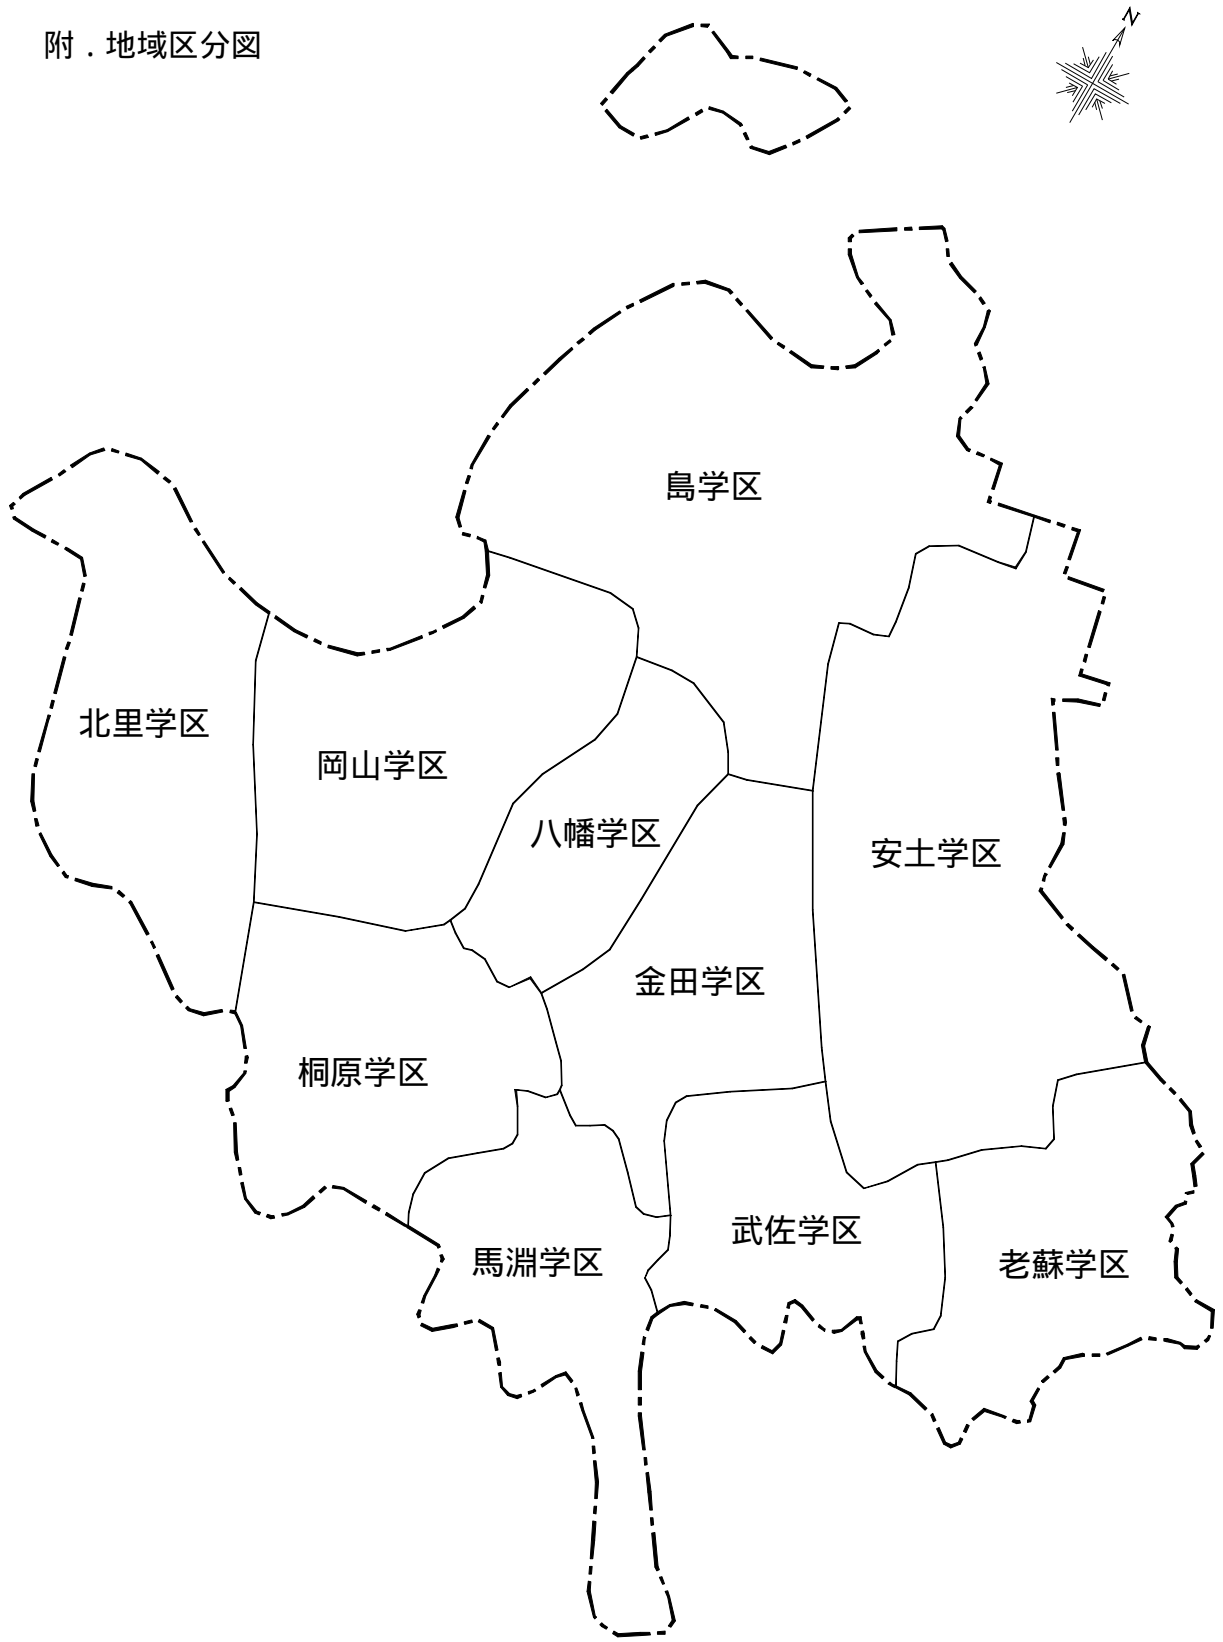 附．地域区分図
N
島学区
北里学区
岡山学区
八幡学区
安土学区
金田学区
桐原学区
武佐学区
馬淵学区
老蘇学区